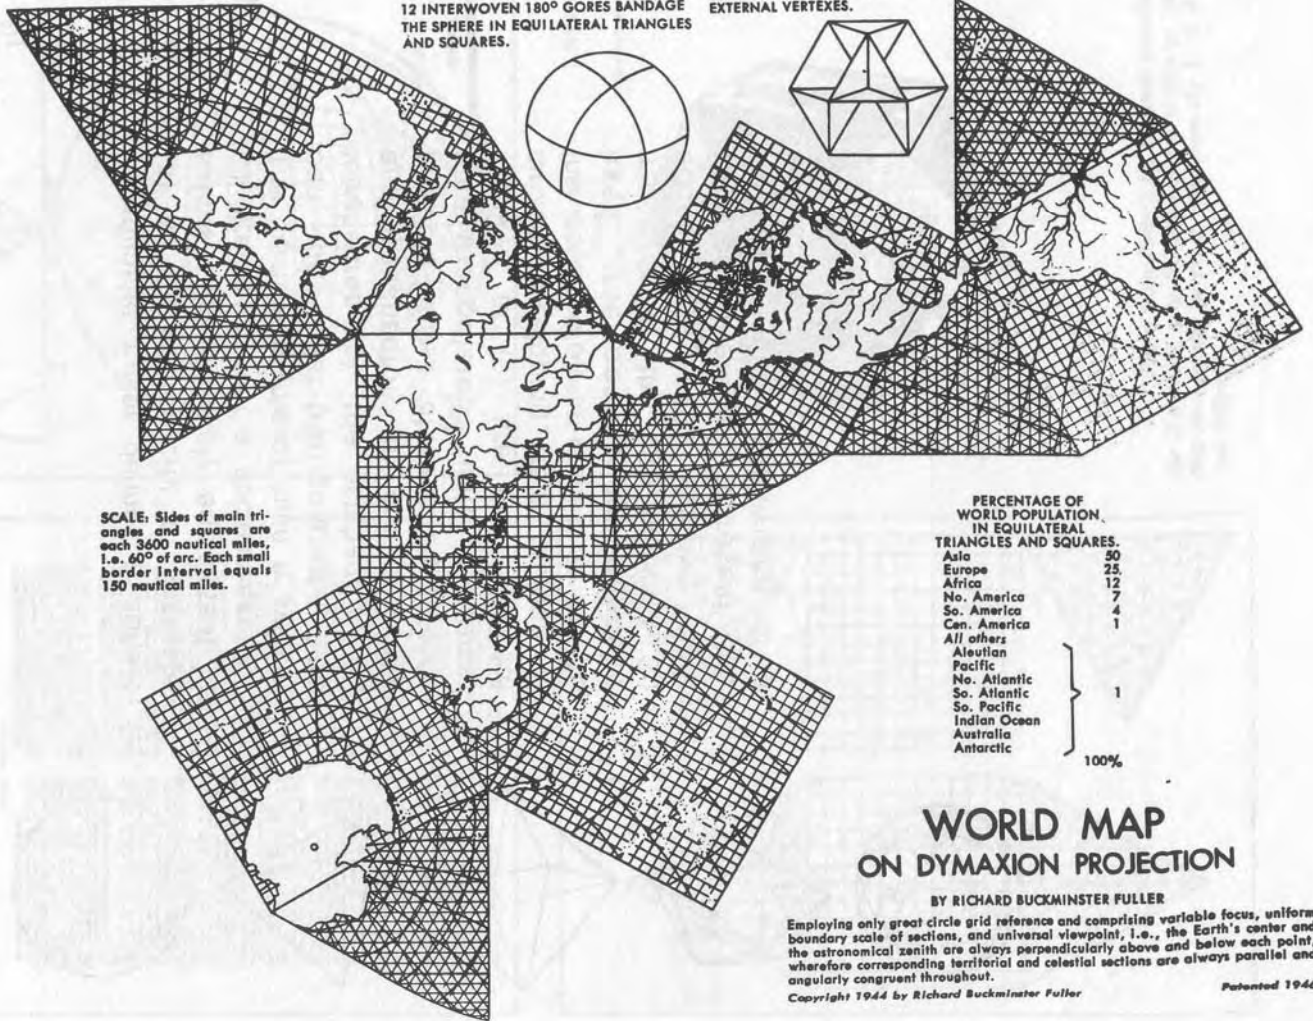 12 INTERWOVEN 180° GORES BANDAGE
THE SPHERE IN EQUILATERAL TRIANGLES
AND SQUARES.
EXTERNAL VERTEXES.
SCALE: Sides of main tri-
angles and squares are
each 3600 nautical miles,
i.e. 60° of arc. Each small
border interval equals
150 nautical miles.
PERCENTAGE OF
WORLD POPULATION
IN EQUILATERAL
TRIANGLES AND SQUARES.
Asia 50
Europe 25
Africa 12
No. America 7
So. America 4
Cen. America 1
All others
Aleutian
Pacific
No. Atlantic
So. Atlantic 1
So. Pacific
Indian Ocean
Australia
Antarctic
100%
WORLD MAP
ON DYMAXION PROJECTION
BY RICHARD BUCKMINSTER FULLER
Employing only great circle grid reference and comprising variable focus, uniform
boundary scale of sections, and universal viewpoint, i.e., the Earth's center and
the astronomical zenith are always perpendicularly above and below each point,
wherefore corresponding territorial and celestial sections are always parallel and
angularly congruent throughout.
Copyright 1944 by Richard Buckminster Fuller Patented 1946